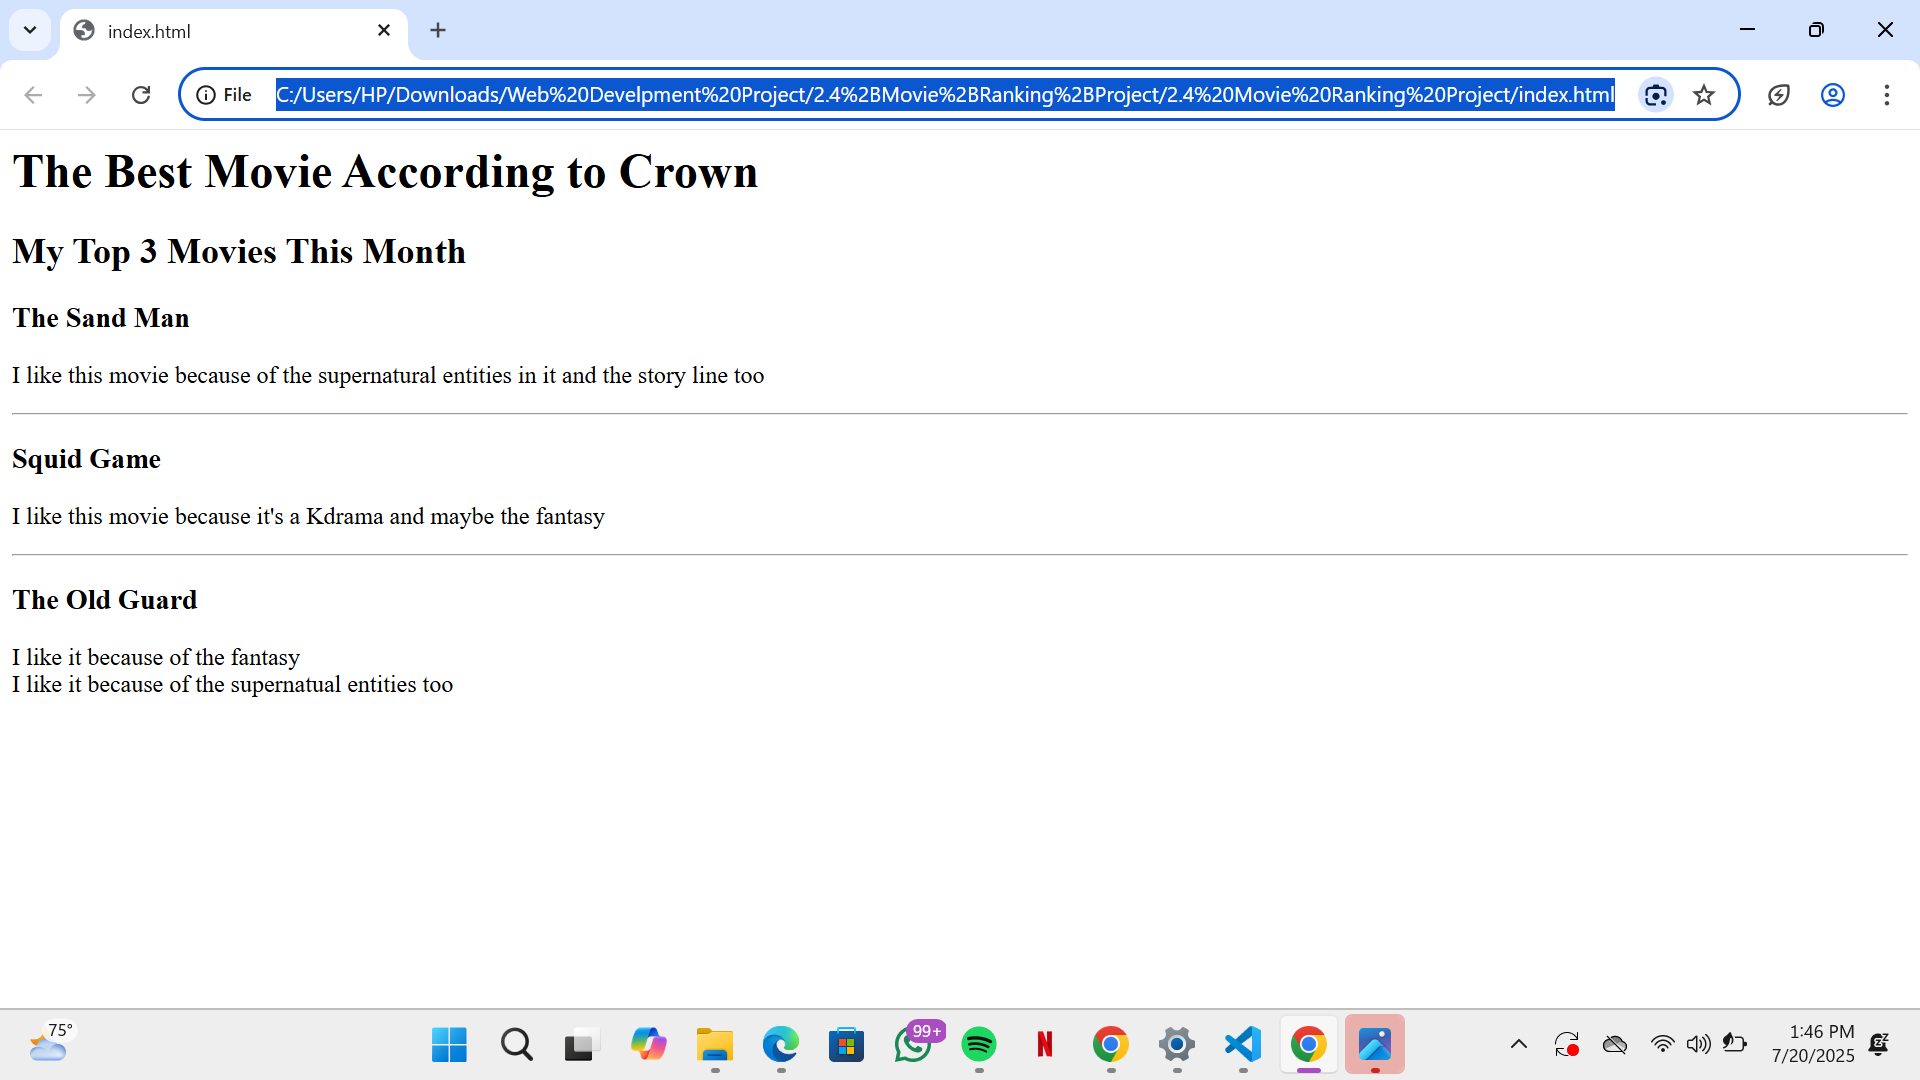 index.html
File C:/Users/HP/Downloads/Web%20Develpment%20Project/2.4%2BMovie%2BRanking%2BProject/2.4%20Movie%20Ranking%20Project/index.html
The Best Movie According to Crown
My Top 3 Movies This Month
The Sand Man
I like this movie because of the supernatural entities in it and the story line too
Squid Game
I like this movie because it's a Kdrama and maybe the fantasy
The Old Guard
I like it because of the fantasy
I like it because of the supernatual entities too
75°
99+
N
1:46 PM
7/20/2025